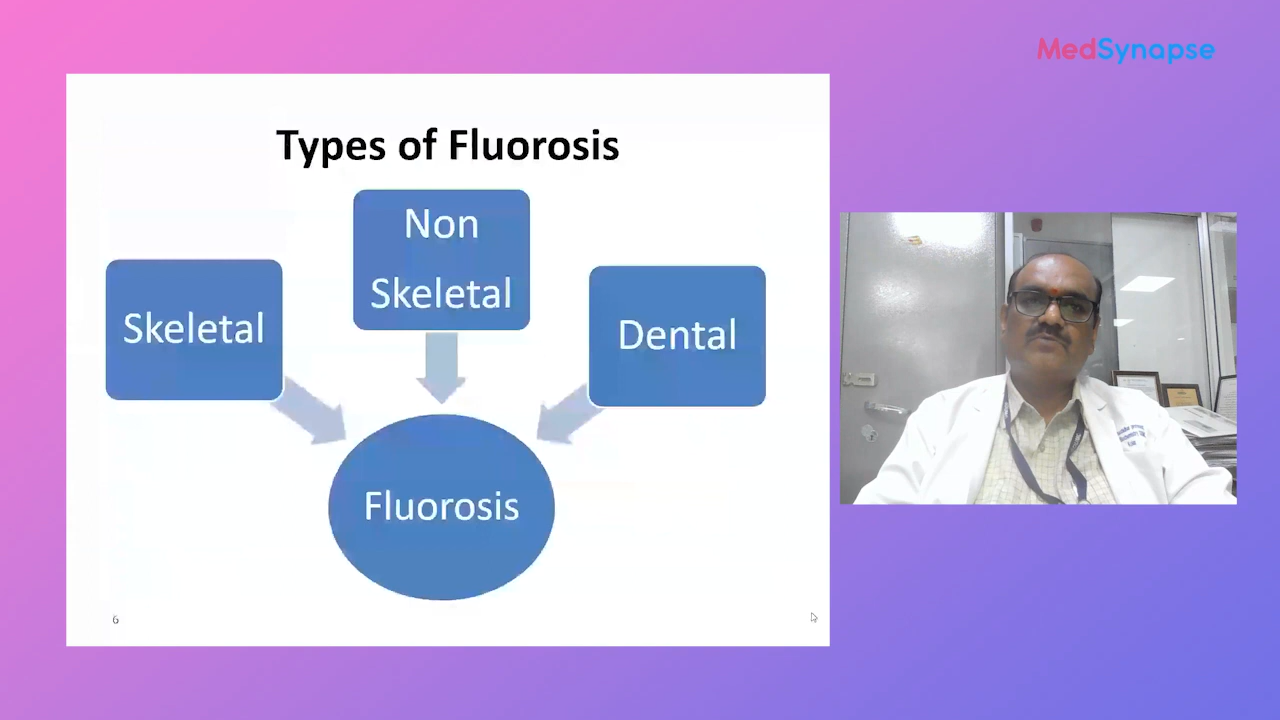 MedSynapse
Types of Fluorosis
Non
Skeletal
Skeletal
Dental
Fluorosis
6